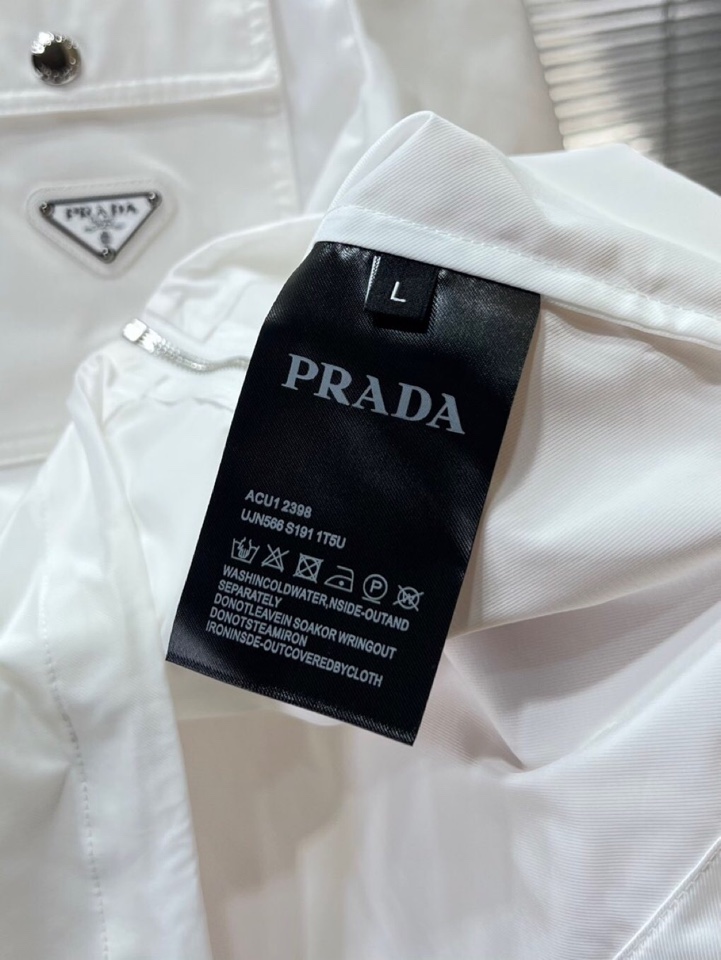 PRADA
L
PRADA
ACU1 2398
UJN566 S191 1T5U
P
WASHINCOLDWATER,NSIDE-OUTAND
SEPARATELY
DONOTLEAVEIN SOAKOR WRINGOUT
DONOTSTEAMIRON
IRONINSDE-OUTCOVEREDBYCLOTH